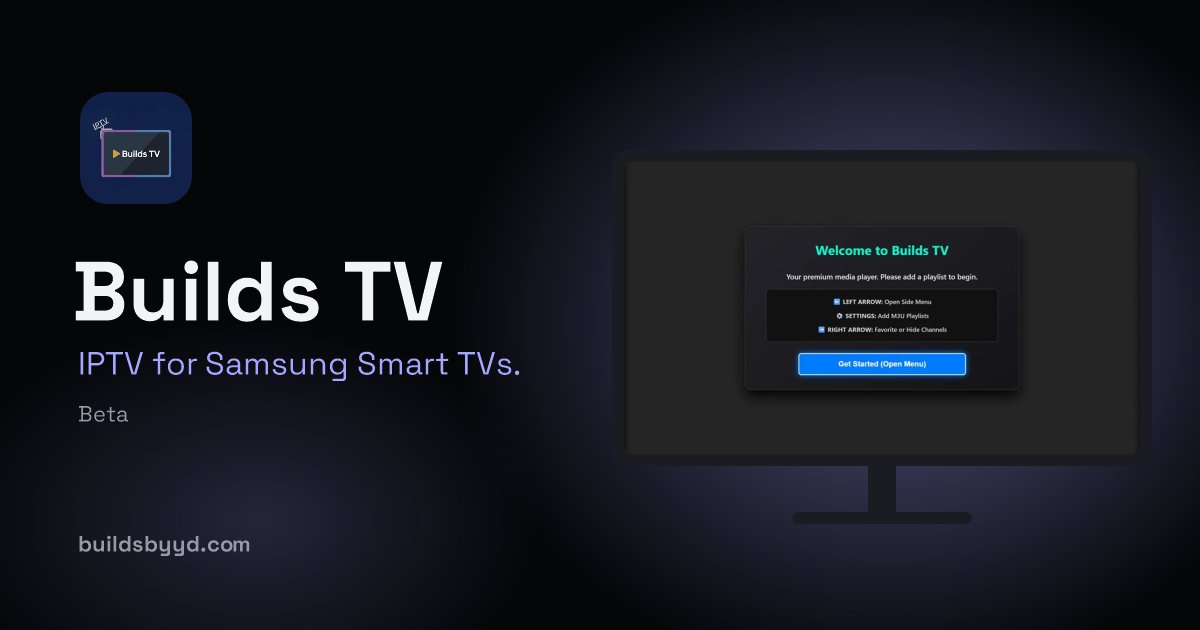 IPTV
Builds TV
Builds TV
IPTV for Samsung Smart TVs.
Beta
buildsbyyd.com
Welcome to Builds TV
Your premium media player. Please add a playlist to begin.
LEFT ARROW: Open Side Menu
SETTINGS: Add M3U Playlists
RIGHT ARROW: Favorite or Hide Channels
Get Started (Open Menu)